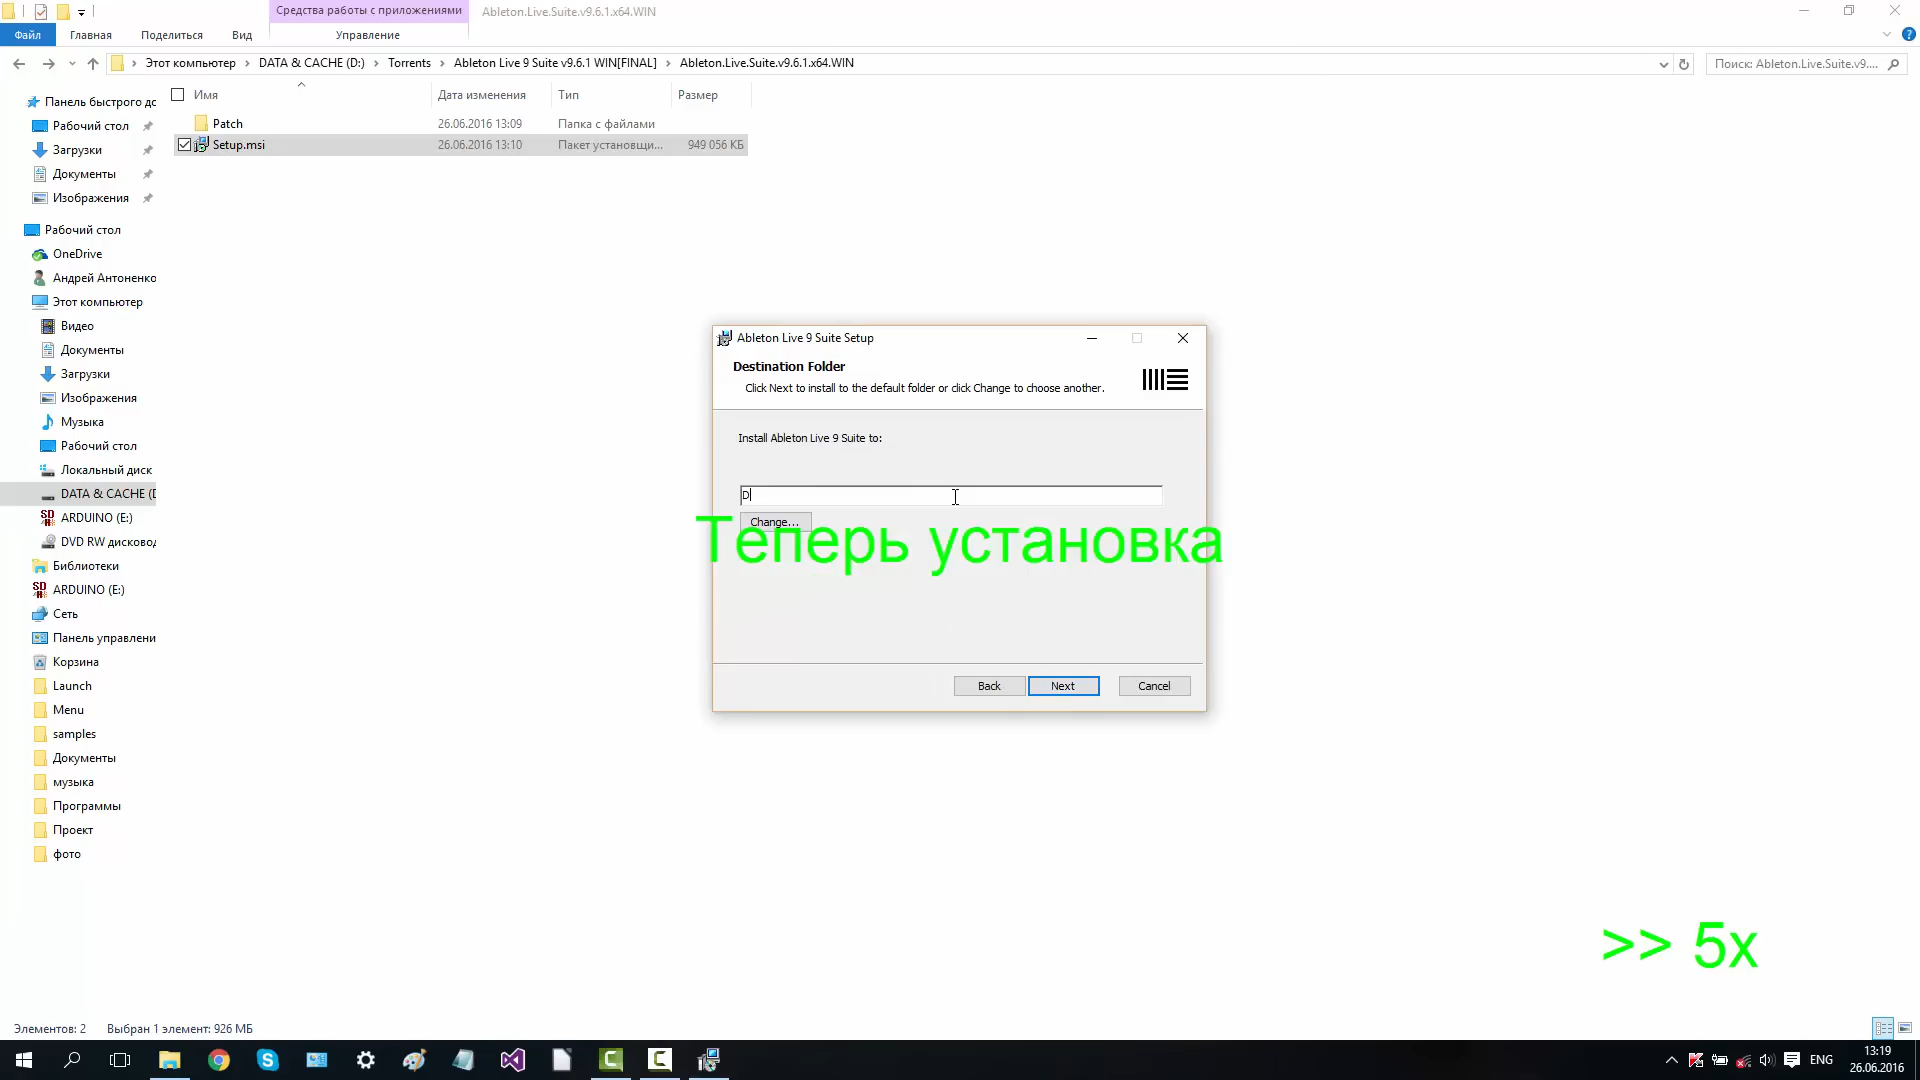 Средства работы с приложениями
Ableton.Live.Suite.v9.6.1.x64.WIN
Файл
Главная
Поделиться
Вид
Управление
Этот компьютер
DATA & CACHE (D:)
Torrents
Ableton Live 9 Suite v9.6.1 WIN[FINAL]
Ableton.Live.Suite.v9.6.1.x64.WIN
Поиск: Ableton.Live.Suite.v9....
Имя
Дата изменения
Тип
Размер
Patch
26.06.2016 13:09
Папка с файлами
Setup.msi
26.06.2016 13:10
Пакет установщи...
949 056 КБ
Панель быстрого дс
Рабочий стол
Загрузки
Документы
Изображения
Рабочий стол
OneDrive
Андрей Антоненко
Этот компьютер
Видео
Документы
Загрузки
Изображения
Музыка
Рабочий стол
Локальный диск
DATA & CACHE (D
ARDUINO (E:)
DVD RW дисковод
Библиотеки
ARDUINO (E:)
Сеть
Панель управлени
Корзина
Launch
Menu
samples
Документы
музыка
Программы
Проект
фото
Ableton Live 9 Suite Setup
Destination Folder
Click Next to install to the default folder or click Change to choose another.
Install Ableton Live 9 Suite to:
D
Change...
Теперь установка
Back
Next
Cancel
>> 5x
Элементов: 2
Выбран 1 элемент: 926 МБ
ENG
13:19
26.06.2016